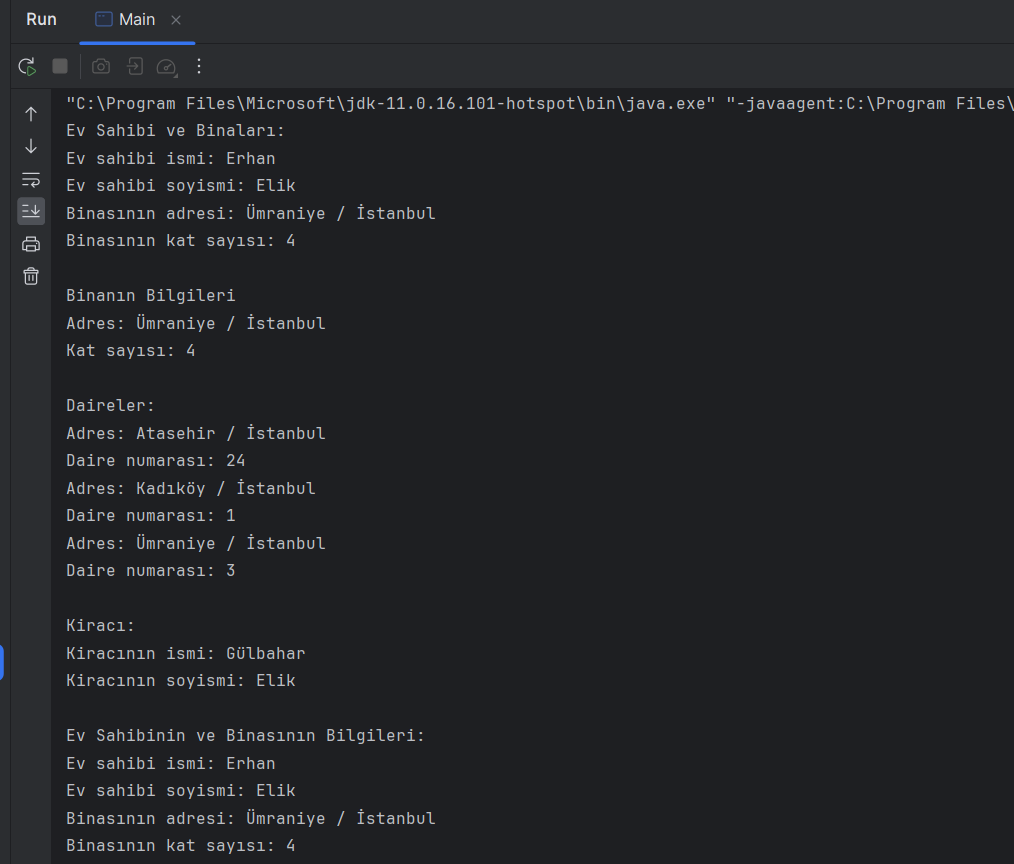 Run
Main
"C:\Program Files\Microsoft\jdk-11.0.16.101-hotspot\bin\java.exe" "-javaagent:C:\Program Files\
Ev Sahibi ve Binaları:
Ev sahibi ismi: Erhan
Ev sahibi soyismi: Elik
Binasının adresi: Ümraniye / İstanbul
Binasının kat sayısı: 4
Binanın Bilgileri
Adres: Ümraniye / İstanbul
Kat sayısı: 4
Daireler:
Adres: Atasehir / İstanbul
Daire numarası: 24
Adres: Kadıköy / İstanbul
Daire numarası: 1
Adres: Ümraniye / İstanbul
Daire numarası: 3
Kiracı:
Kiracının ismi: Gülbahar
Kiracının soyismi: Elik
Ev Sahibinin ve Binasının Bilgileri:
Ev sahibi ismi: Erhan
Ev sahibi soyismi: Elik
Binasının adresi: Ümraniye / İstanbul
Binasının kat sayısı: 4